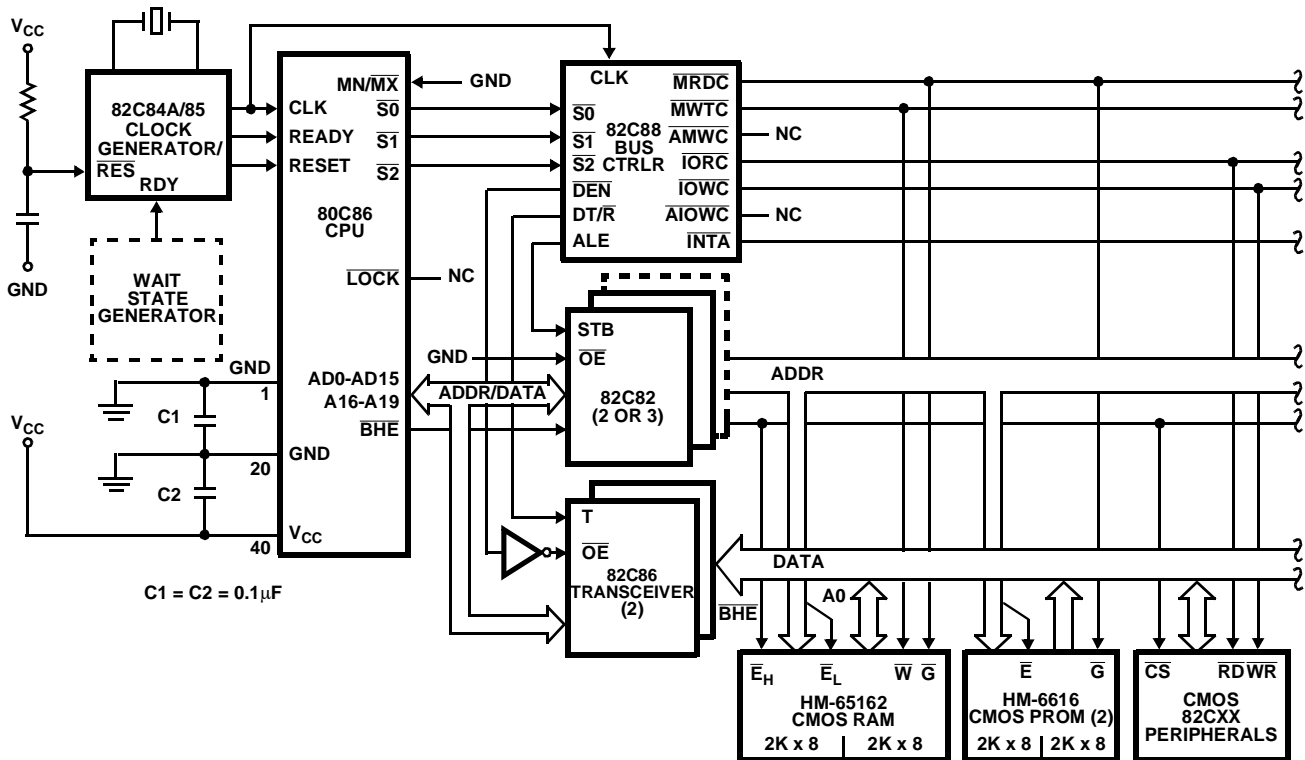 VCC
GND
82C84A/85
CLOCK
GENERATOR/
RES
RDY
WAIT
STATE
GENERATOR
MN/MX
GND
CLK
S0
READY
S1
RESET
S2
80C86
CPU
LOCK
NC
GND
1
AD0-AD15
A16-A19
ADDR/DATA
BHE
C1
VCC
GND
20
C2
VCC
40
C1 = C2 = 0.1μF
CLK
MRDC
MWTC
S0
82C88
AMWC
NC
S1
BUS
S2
CTRLR
IORC
DEN
IOWC
DT/R
AIOWC
NC
ALE
INTA
STB
GND
OE
82C82
(2 OR 3)
ADDR
T
OE
82C86
TRANSCEIVER
(2)
DATA
BHE
A0
EH
EL
W
G
HM-65162
CMOS RAM
2K x 8
2K x 8
E
G
HM-6616
CMOS PROM (2)
2K x 8
2K x 8
CS
RD
WR
CMOS
82CXX
PERIPHERALS